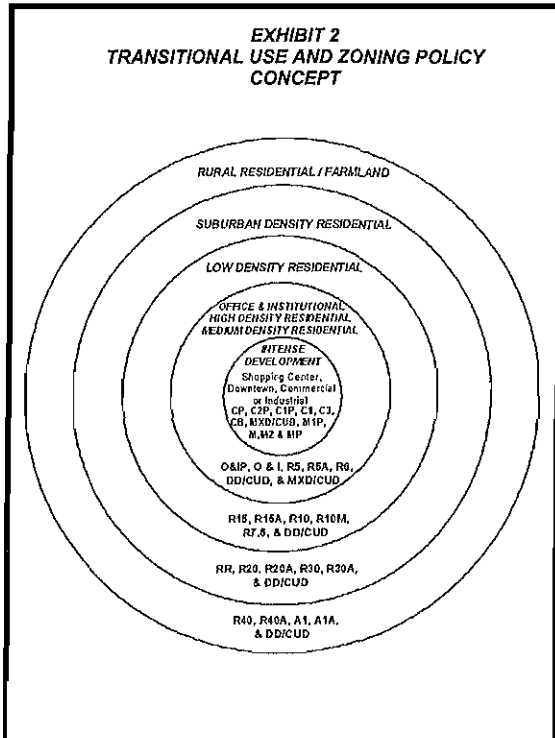 EXHIBIT 2
TRANSITIONAL USE AND ZONING POLICY
CONCEPT
RURAL RESIDENTIAL / FARMLAND
SUBURBAN DENSITY RESIDENTIAL
LOW DENSITY RESIDENTIAL
OFFICE & INSTITUTIONAL
HIGH DENSITY RESIDENTIAL
MEDIUM DENSITY RESIDENTIAL
INTENSE
DEVELOPMENT
Shopping Center,
Downtown, Commercial
or Industrial
CP, C2P, C1P, C1, C3,
CB, MXD/CUD, M1P,
M,M2 & MP
O&IP, O & I, R5, R5A, R6,
DD/CUD, & MXD/CUD
R15, R15A, R10, R10M,
R7.5, & DD/CUD
RR, R20, R20A, R30, R30A,
& DD/CUD
R40, R40A, A1, A1A,
& DD/CUD